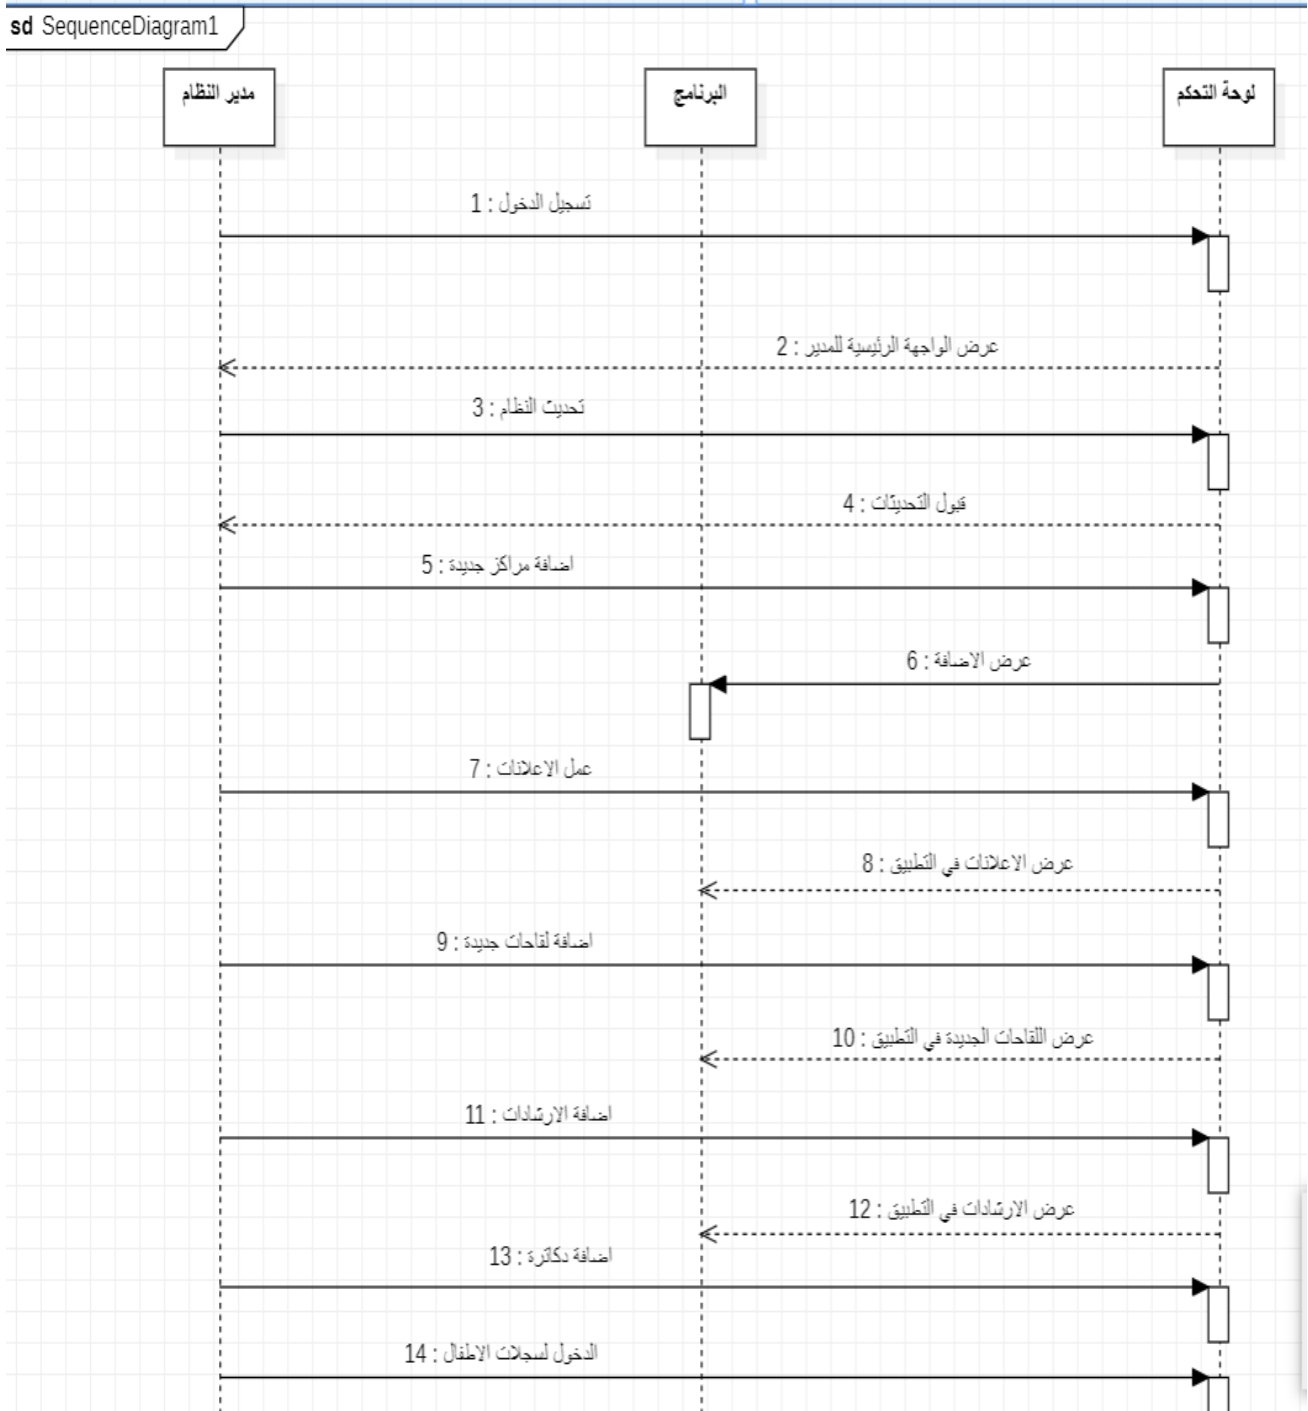 sd SequenceDiagram1
مدير النظام
البرنامج
لوحة التحكم
1 : تسجيل الدخول
2 : عرض الواجهة الرئيسية للمدير
3 : تحديث النظام
4 : قبول التحديثات
5 : اضافة مراكز جديدة
6 : عرض الاضافة
7 : عمل الاعلانات
8 : عرض الاعلانات في التطبيق
9 : اضافة لقاحات جديدة
10 : عرض اللقاحات الجديدة في التطبيق
11 : اضافة الارشادات
12 : عرض الارشادات في التطبيق
13 : اضافة دكاترة
14 : الدخول لسجلات الاطفال